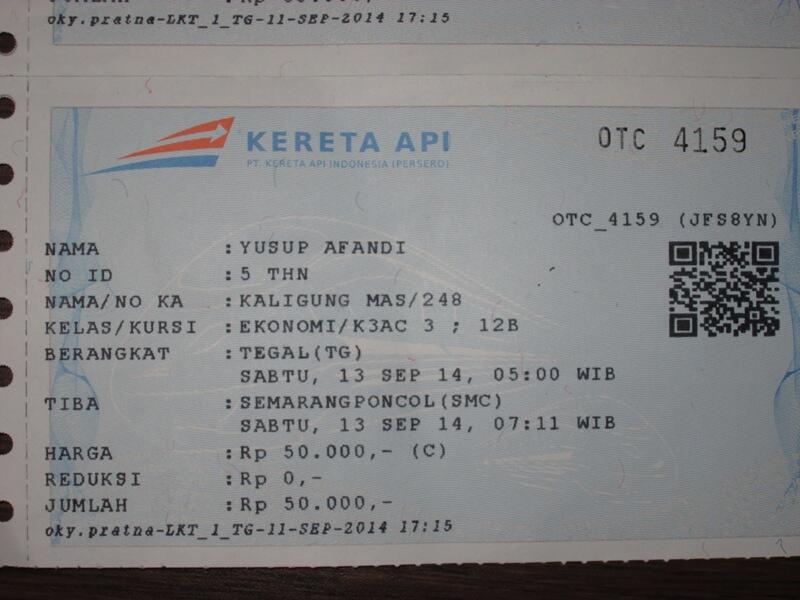 oky.pratna-LKT_1_TG-11-SEP-2014 17:15
KERETA API
PT. KERETA API INDONESIA (PERSERO)
OTC 4159
OTC_4159 (JFS8YN)
NAMA : YUSUP AFANDI
NO ID : 5 THN
NAMA/NO KA : KALIGUNG MAS/248
KELAS/KURSI : EKONOMI/K3AC 3 ; 12B
BERANGKAT : TEGAL(TG)
SABTU, 13 SEP 14, 05:00 WIB
TIBA : SEMARANGPONCOL(SMC)
SABTU, 13 SEP 14, 07:11 WIB
HARGA : Rp 50.000,- (C)
REDUKSI : Rp 0,-
JUMLAH : Rp 50.000,-
oky.pratna-LKT_1_TG-11-SEP-2014 17:15